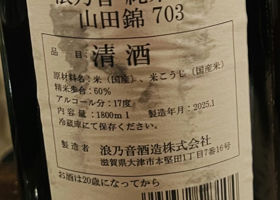 浪乃音 純米
山田錦 703
品目：清酒
原材料名：米（国産）、米こうじ（国産米）
精米歩合：60％
アルコール分：17度
内容量：1800ml 製造年月：2025.1
冷蔵庫にて保存ください。
製造者 浪乃音酒造株式会社
滋賀県大津市本堅田1丁目7番16号
お酒は20歳になってから